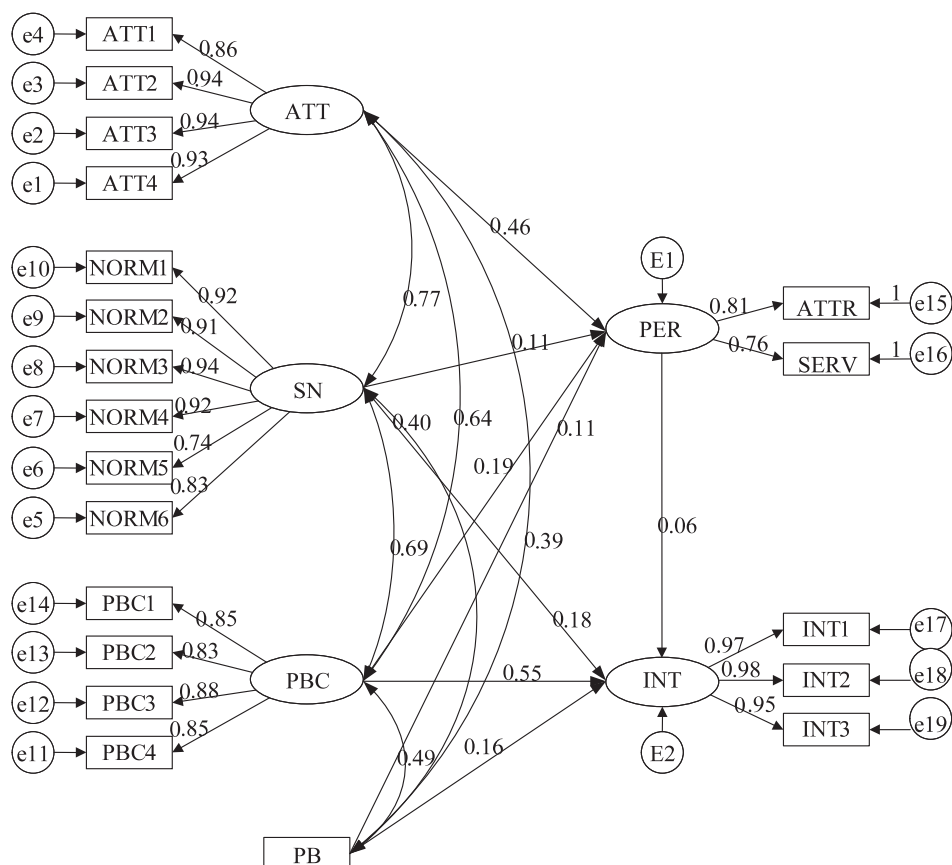 e4
ATT1
0.86
e3
ATT2
0.94
ATT
e2
ATT3
0.94
e1
ATT4
0.93
0.46
e10
NORM1
0.92
E1
e9
NORM2
0.91
0.77
0.81
ATTR
1
e15
e8
NORM3
0.94
SN
0.11
PER
0.76
SERV
1
e16
e7
NORM4
0.92
0.40
0.64
0.11
e6
NORM5
0.74
0.19
e5
NORM6
0.83
0.06
0.69
0.39
e14
PBC1
0.85
0.18
INT1
e17
e13
PBC2
0.83
0.97
PBC
0.55
INT
0.98
INT2
e18
e12
PBC3
0.88
0.95
e11
PBC4
0.85
0.49
0.16
E2
INT3
e19
PB